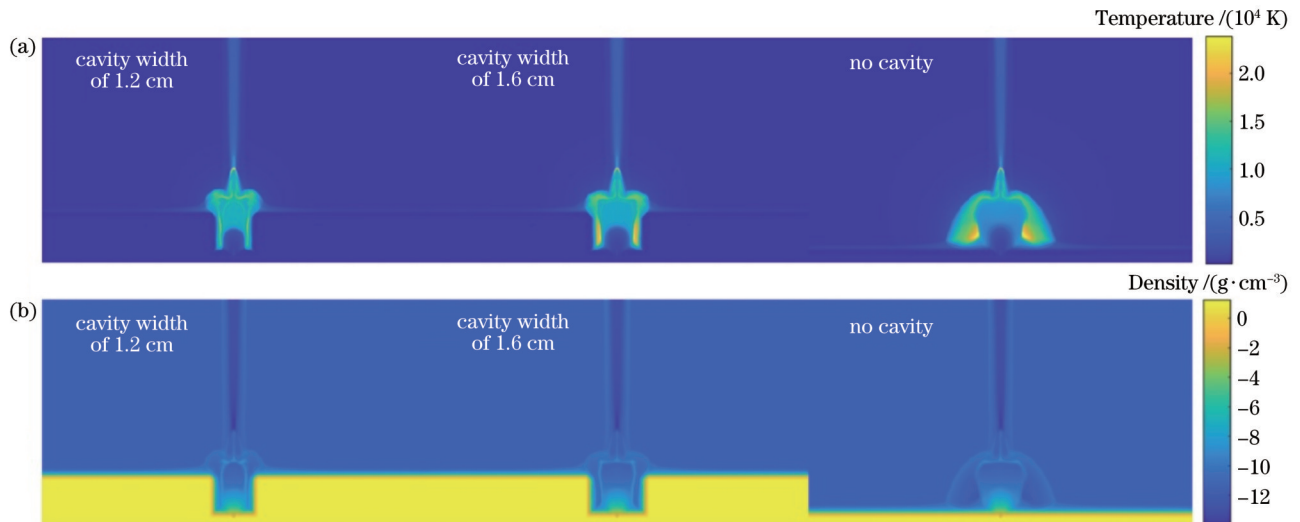 Temperature /(10⁴ K)
(a)
cavity width
of 1.2 cm
cavity width
of 1.6 cm
no cavity
2.0
1.5
1.0
0.5
Density /(g·cm⁻³)
(b)
cavity width
of 1.2 cm
cavity width
of 1.6 cm
no cavity
0
−2
−4
−6
−8
−10
−12